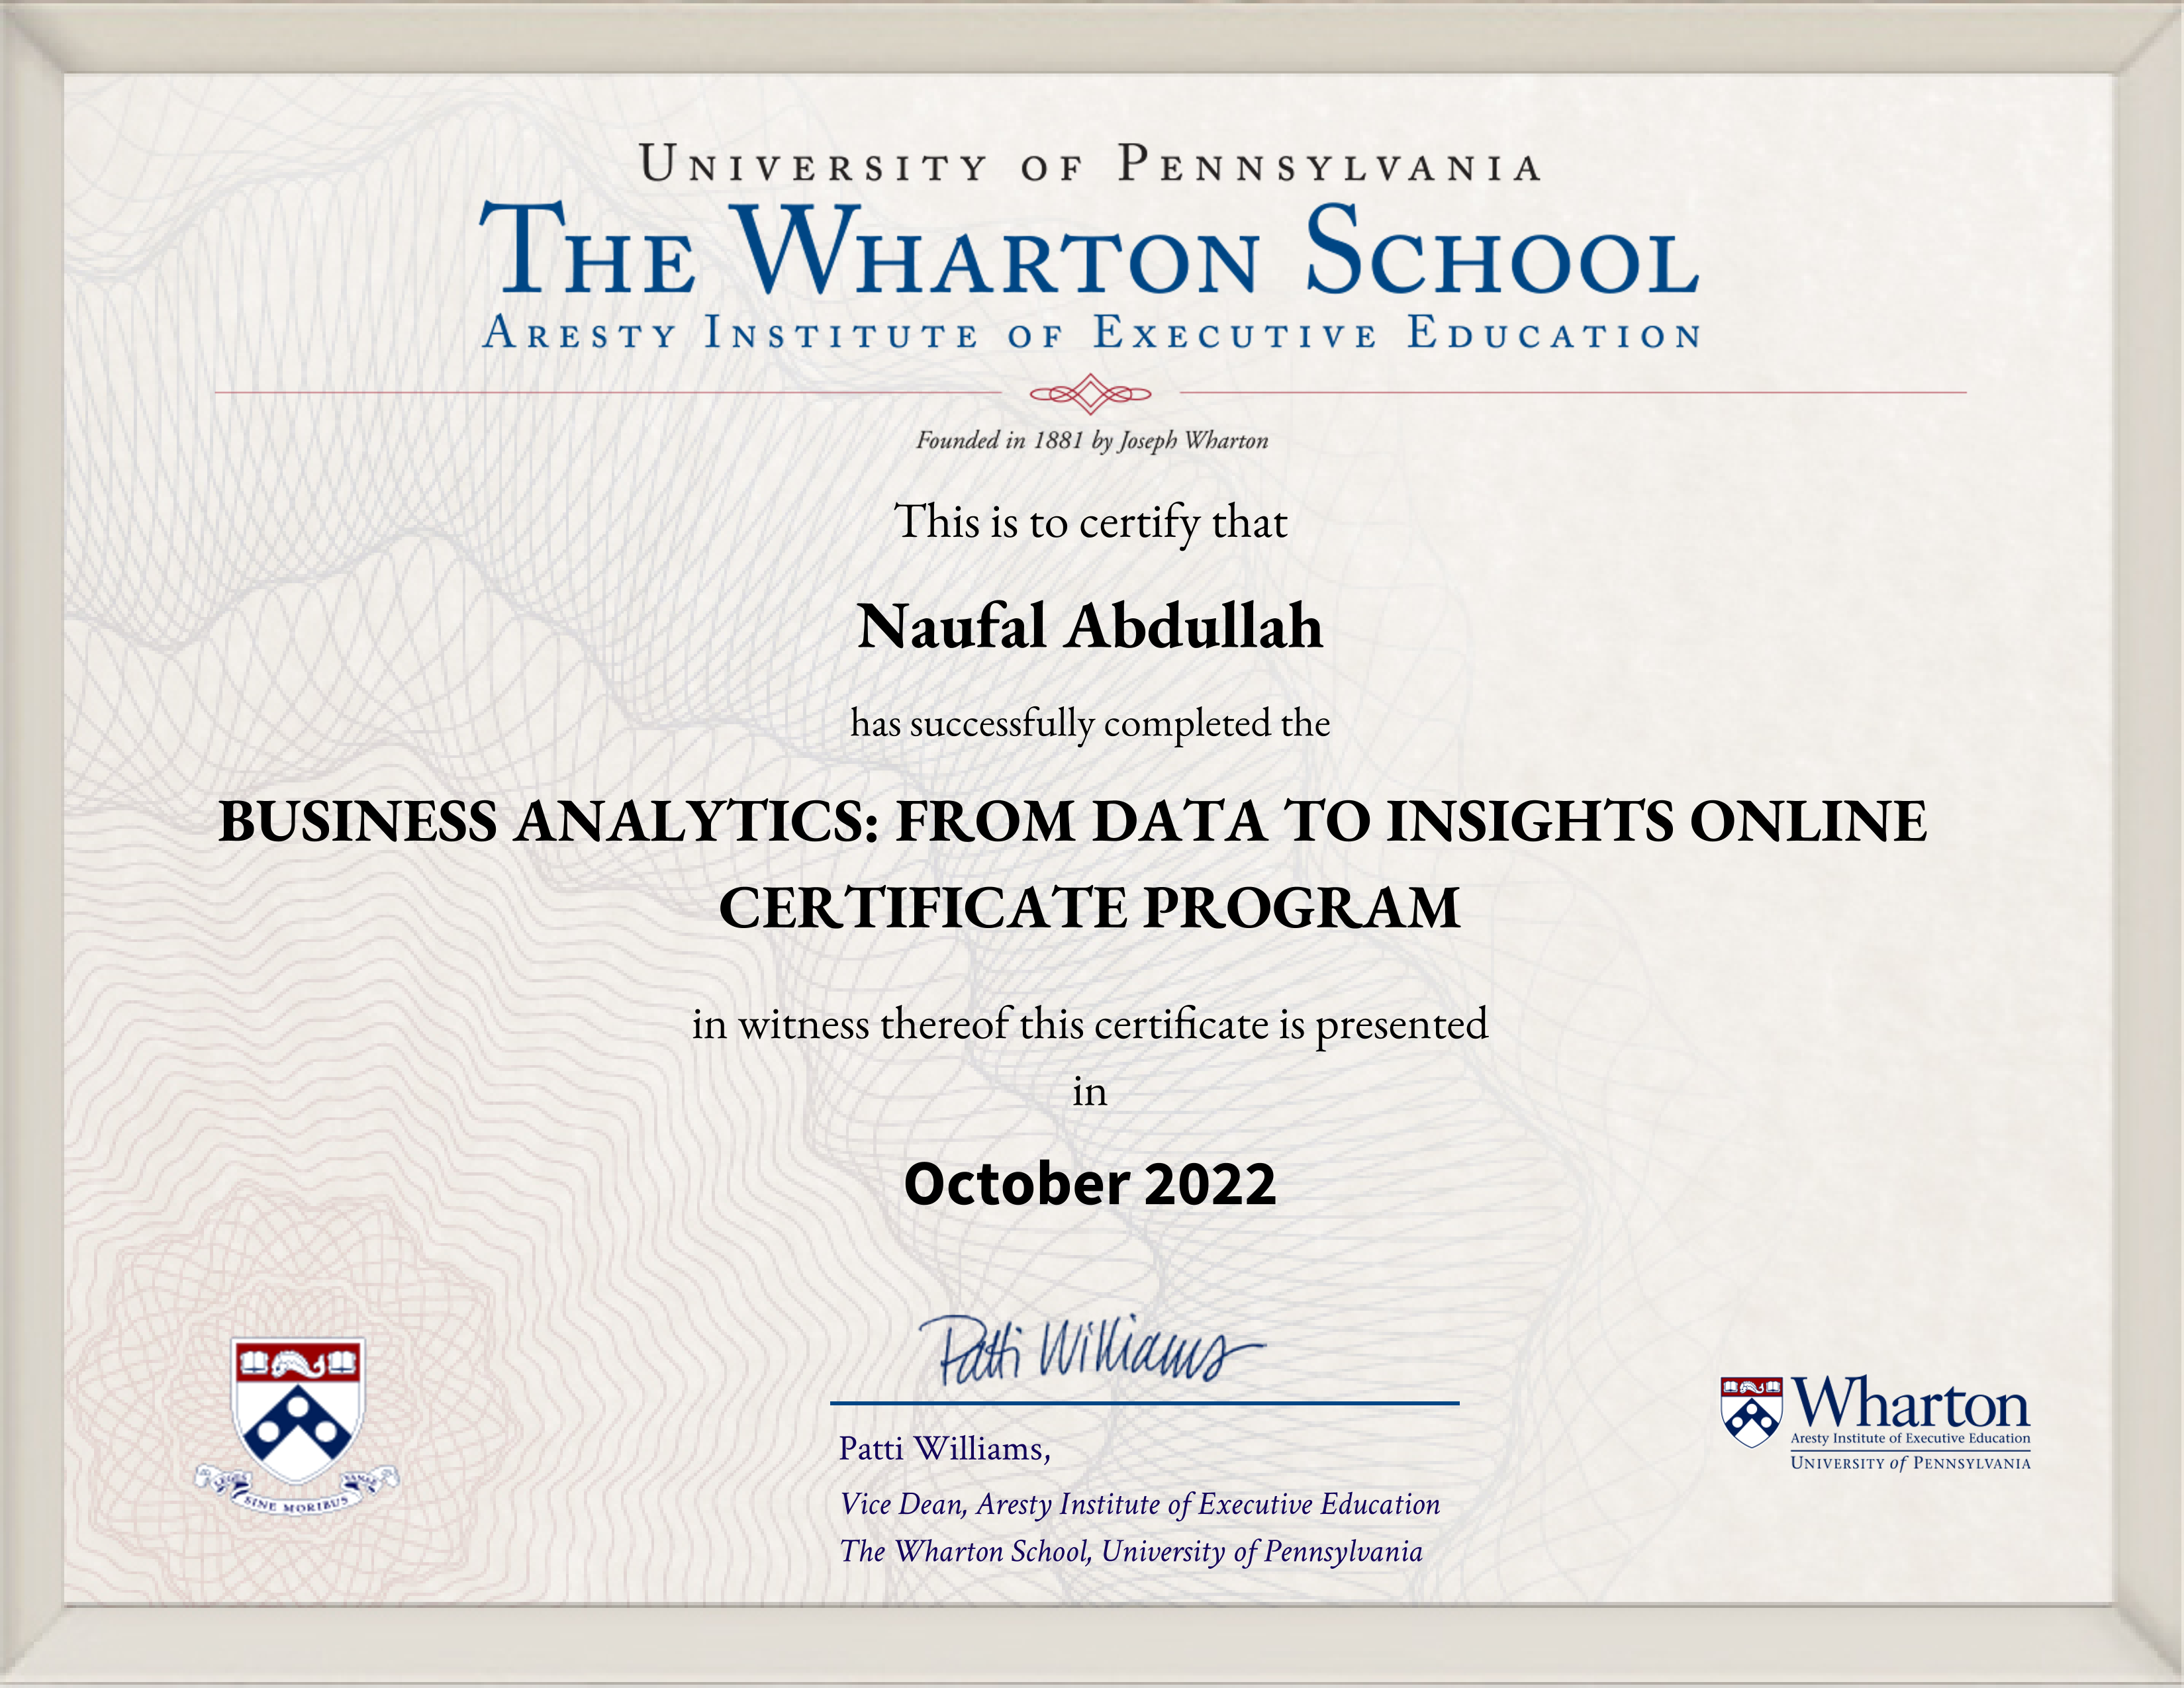 UNIVERSITY OF PENNSYLVANIA
THE WHARTON SCHOOL
ARESTY INSTITUTE OF EXECUTIVE EDUCATION
Founded in 1881 by Joseph Wharton
This is to certify that
Naufal Abdullah
has successfully completed the
BUSINESS ANALYTICS: FROM DATA TO INSIGHTS ONLINE
CERTIFICATE PROGRAM
in witness thereof this certificate is presented
in
October 2022
Patti Williams
Patti Williams,
Vice Dean, Aresty Institute of Executive Education
The Wharton School, University of Pennsylvania
LEGES SINE MORIBUS VANAE
Wharton
Aresty Institute of Executive Education
UNIVERSITY of PENNSYLVANIA